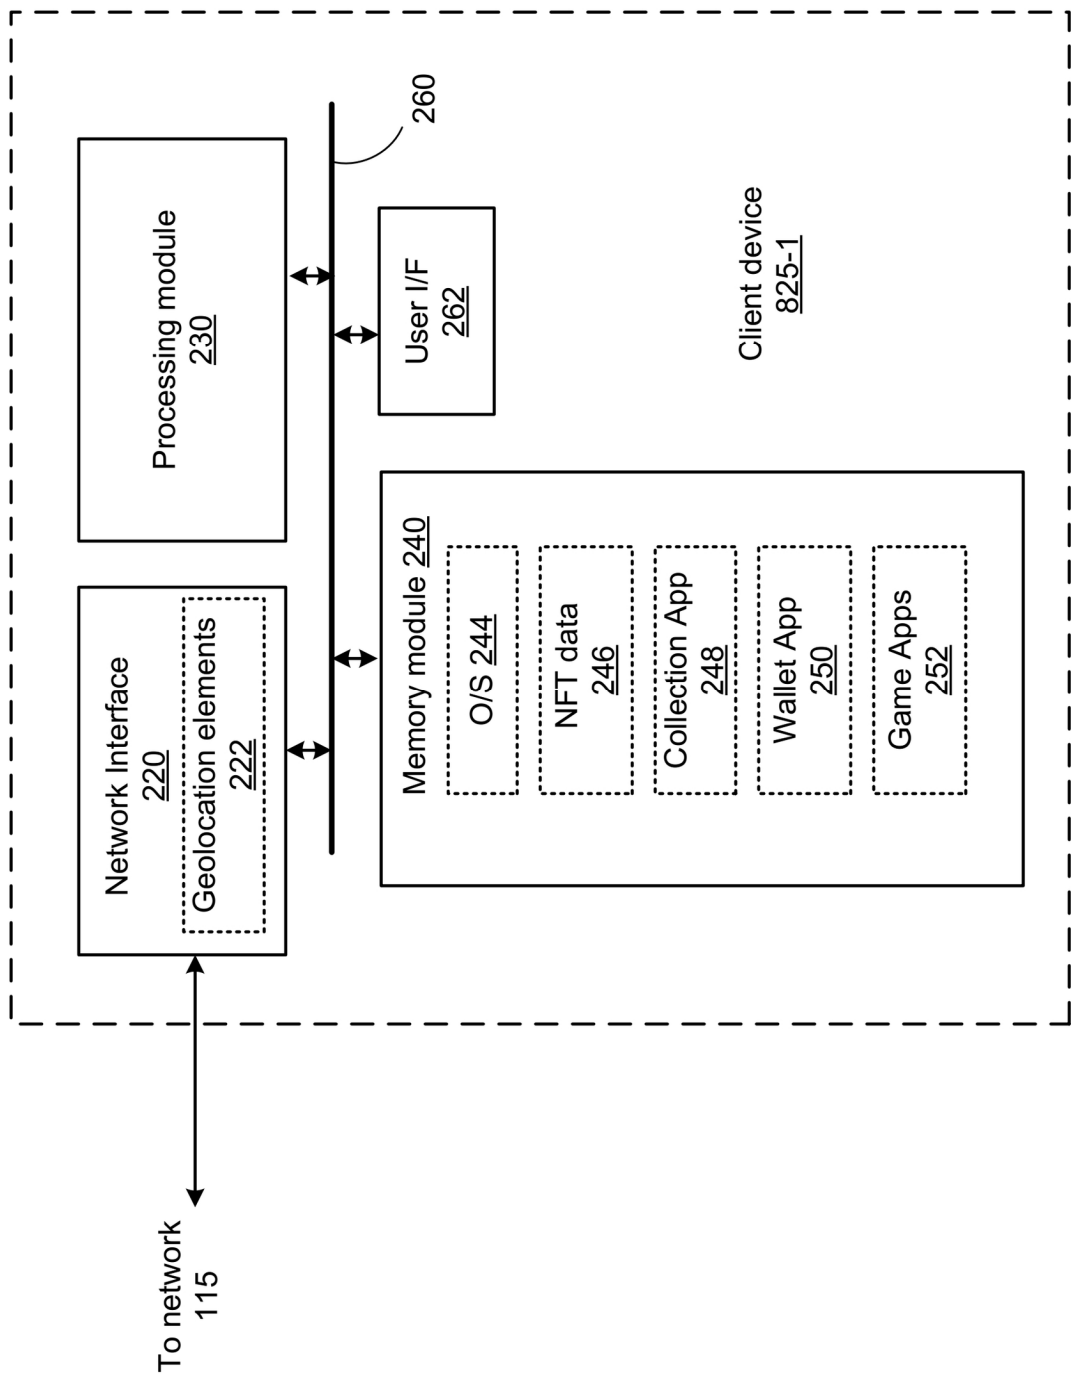 To network
115
Network Interface
220
Geolocation elements
222
Processing module
230
260
Memory module 240
O/S 244
NFT data
246
Collection App
248
Wallet App
250
Game Apps
252
User I/F
262
Client device
825-1